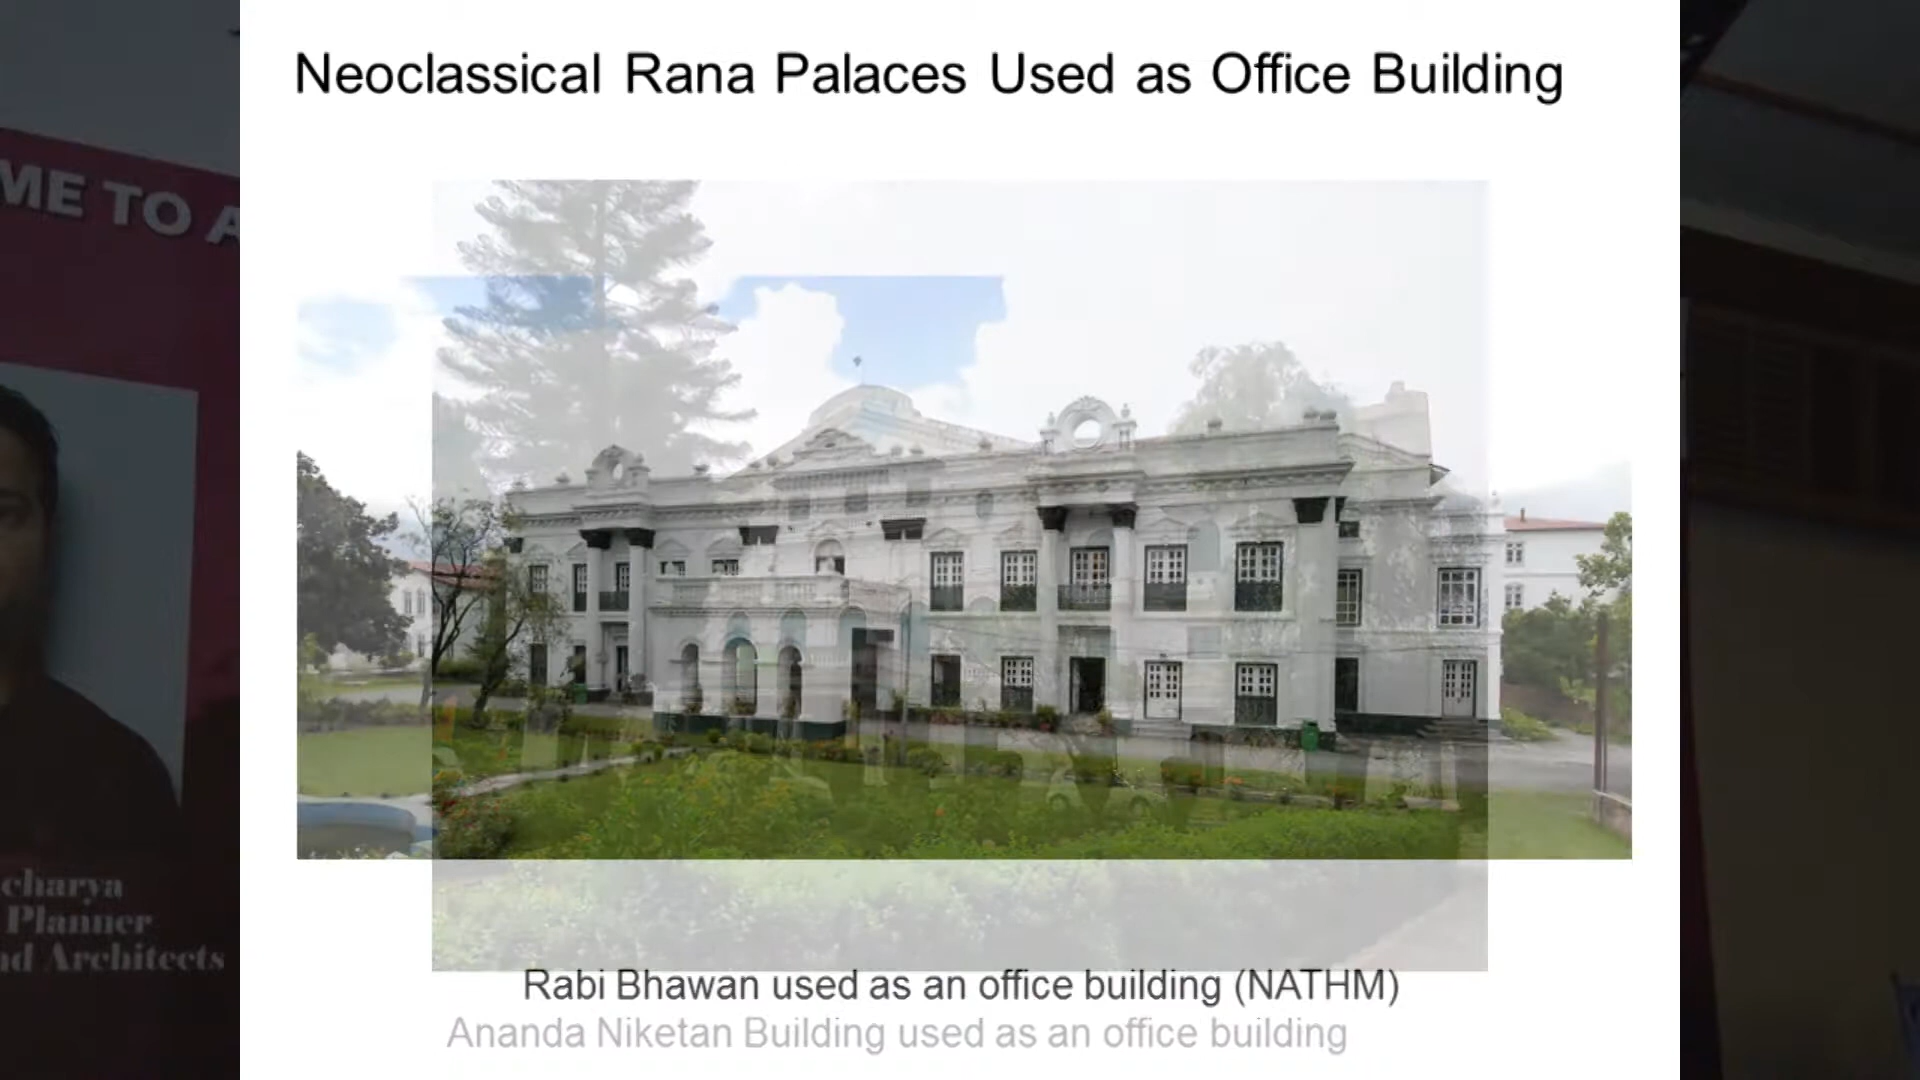 Neoclassical Rana Palaces Used as Office Building
ME TO A
charya
Planner
nd Architects
Rabi Bhawan used as an office building (NATHM)
Ananda Niketan Building used as an office building